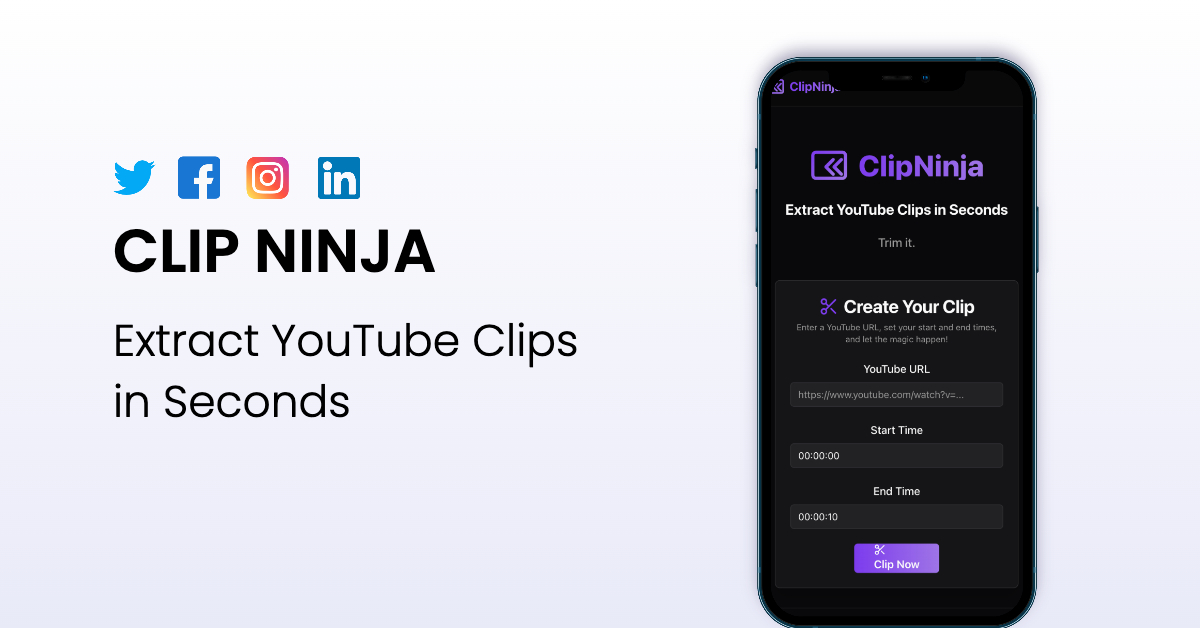 CLIP NINJA
Extract YouTube Clips
in Seconds
ClipNinja
ClipNinja
Extract YouTube Clips in Seconds
Trim it.
Create Your Clip
Enter a YouTube URL, set your start and end times,
and let the magic happen!
YouTube URL
https://www.youtube.com/watch?v=...
Start Time
00:00:00
End Time
00:00:10
Clip Now